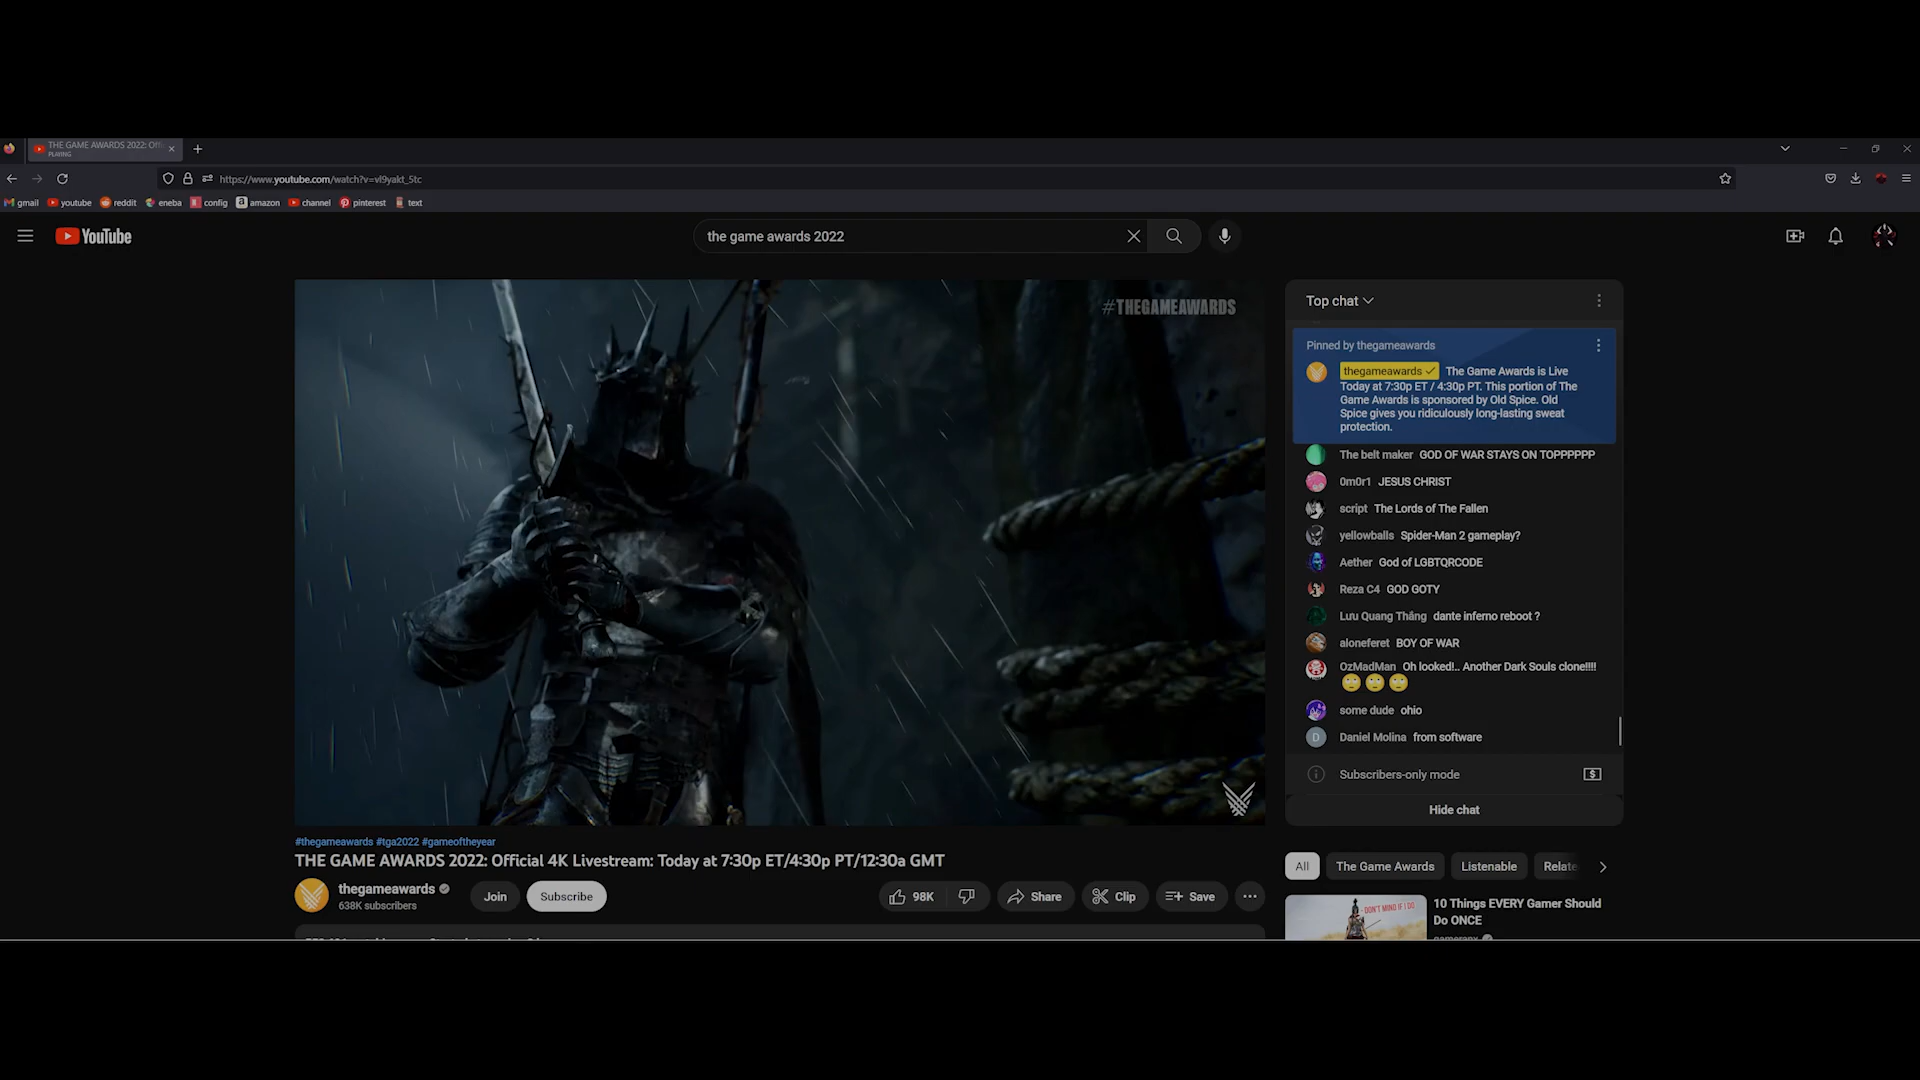 THE GAME AWARDS 2022: Offi
PLAYING
https://www.youtube.com/watch?v=vl9yakt_5tc
gmail youtube reddit eneba config amazon channel pinterest text
YouTube
the game awards 2022
#THEGAMEAWARDS
Top chat
Pinned by thegameawards
thegameawards The Game Awards is Live
Today at 7:30p ET / 4:30p PT. This portion of The
Game Awards is sponsored by Old Spice. Old
Spice gives you ridiculously long-lasting sweat
protection.
The belt maker GOD OF WAR STAYS ON TOPPPPPP
0m0r1 JESUS CHRIST
script The Lords of The Fallen
yellowballs Spider-Man 2 gameplay?
Aether God of LGBTQRCODE
Reza C4 GOD GOTY
Lưu Quang Thắng dante inferno reboot ?
aloneferet BOY OF WAR
OzMadMan Oh looked!.. Another Dark Souls clone!!!!
🙄🙄🙄
some dude ohio
D Daniel Molina from software
Subscribers-only mode
Hide chat
#thegameawards #tga2022 #gameoftheyear
THE GAME AWARDS 2022: Official 4K Livestream: Today at 7:30p ET/4:30p PT/12:30a GMT
thegameawards
638K subscribers
Join Subscribe
98K Share Clip Save
All The Game Awards Listenable Relate
DON'T MIND IF I DO
10 Things EVERY Gamer Should
Do ONCE
gameranx